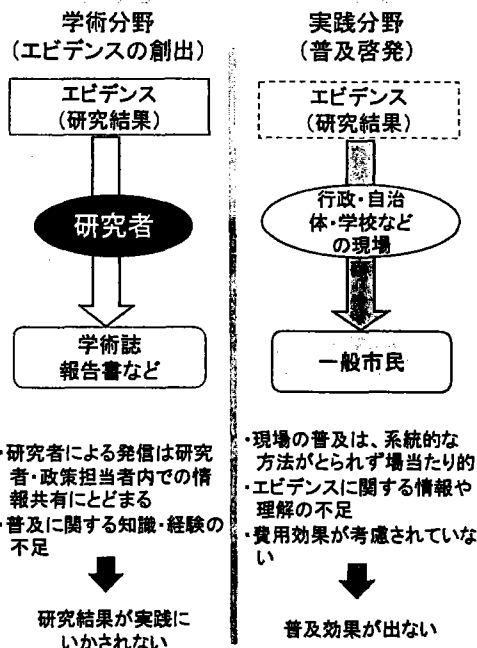 学術分野
(エビデンスの創出)
エビデンス
(研究結果)
研究者
学術誌
報告書など
・研究者による発信は研究
者・政策担当者内での情
報共有にとどまる
・普及に関する知識・経験の
不足
研究結果が実践に
いかされない
実践分野
(普及啓発)
エビデンス
(研究結果)
行政・自治
体・学校など
の現場
一般市民
・現場の普及は、系統的な
方法がとられず場当たり的
・エビデンスに関する情報や
理解の不足
・費用効果が考慮されていな
い
普及効果が出ない